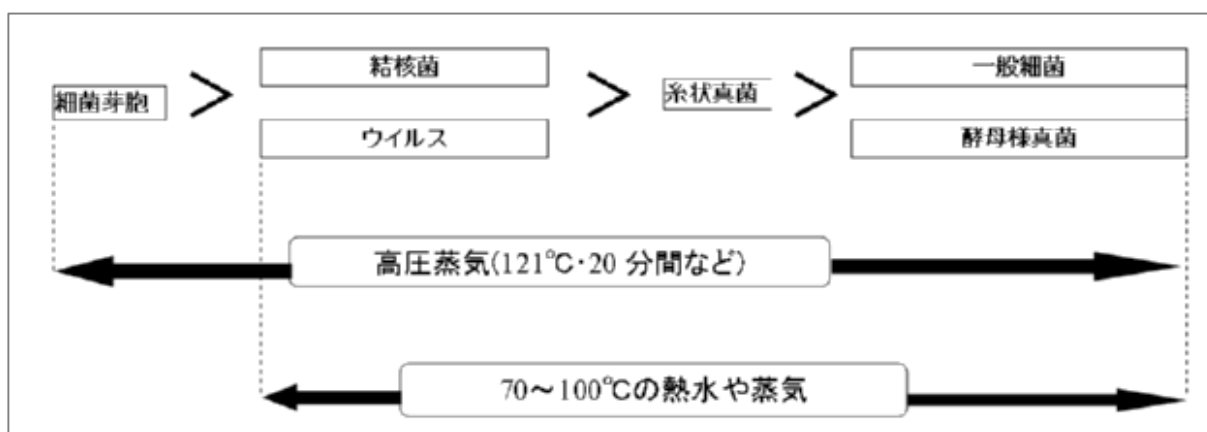 結核菌
一般細菌
細菌芽胞 > > 糸状真菌 >
ウイルス
酵母様真菌
高圧蒸気(121℃・20 分間など)
70～100℃の熱水や蒸気